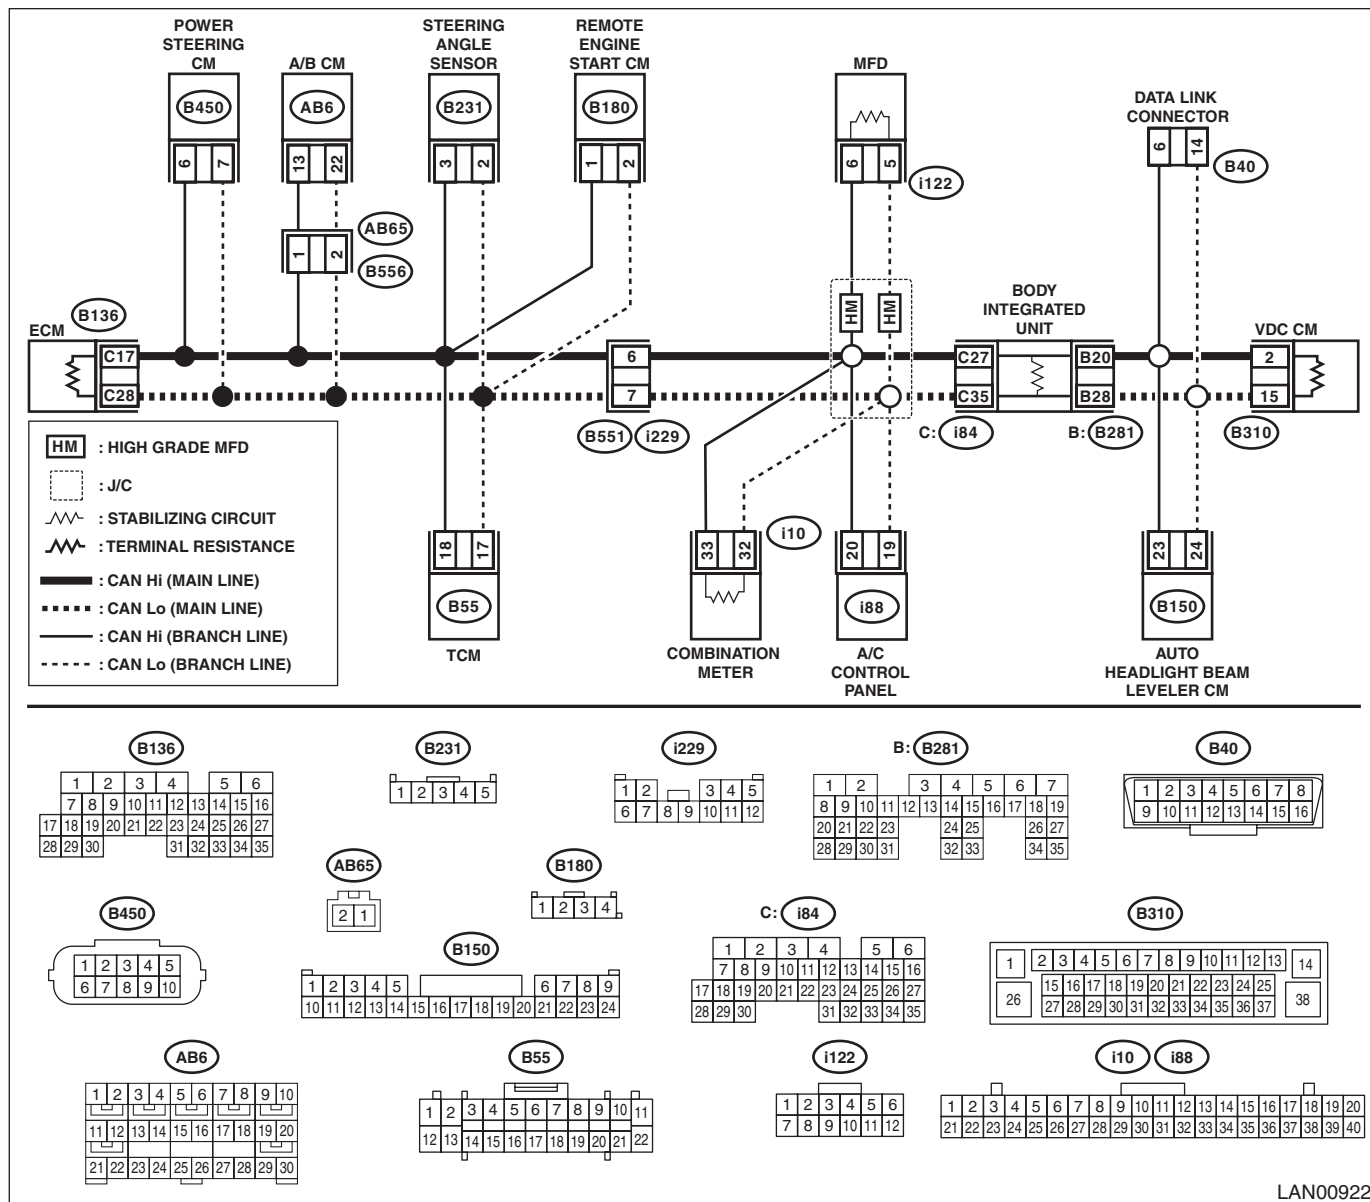 POWER
STEERING
CM
A/B CM
STEERING
ANGLE
SENSOR
REMOTE
ENGINE
START CM
MFD
DATA LINK
CONNECTOR
B450
AB6
B231
B180
6 7
13 22
3 2
1 2
6 5
6 14
i122
B40
AB65
1 2
B556
HM HM
BODY
INTEGRATED
UNIT
ECM
B136
VDC CM
C17
6
C27
B20
2
C28
7
C35
B28
15
B551
i229
C: i84
B: B281
B310
HM : HIGH GRADE MFD
: J/C
: STABILIZING CIRCUIT
: TERMINAL RESISTANCE
: CAN Hi (MAIN LINE)
: CAN Lo (MAIN LINE)
: CAN Hi (BRANCH LINE)
: CAN Lo (BRANCH LINE)
18 17
B55
TCM
33 32
i10
COMBINATION
METER
20 19
i88
A/C
CONTROL
PANEL
23 24
B150
AUTO
HEADLIGHT BEAM
LEVELER CM
B136
1 2 3 4 5 6
7 8 9 10 11 12 13 14 15 16
17 18 19 20 21 22 23 24 25 26 27
28 29 30 31 32 33 34 35
B231
1 2 3 4 5
i229
1 2 3 4 5
6 7 8 9 10 11 12
B: B281
1 2 3 4 5 6 7
8 9 10 11 12 13 14 15 16 17 18 19
20 21 22 23 24 25 26 27
28 29 30 31 32 33 34 35
B40
1 2 3 4 5 6 7 8
9 10 11 12 13 14 15 16
AB65
2 1
B180
1 2 3 4
B450
1 2 3 4 5
6 7 8 9 10
B150
1 2 3 4 5 6 7 8 9
10 11 12 13 14 15 16 17 18 19 20 21 22 23 24
C: i84
1 2 3 4 5 6
7 8 9 10 11 12 13 14 15 16
17 18 19 20 21 22 23 24 25 26 27
28 29 30 31 32 33 34 35
B310
1 2 3 4 5 6 7 8 9 10 11 12 13 14
15 16 17 18 19 20 21 22 23 24 25
26 27 28 29 30 31 32 33 34 35 36 37 38
AB6
1 2 3 4 5 6 7 8 9 10
11 12 13 14 15 16 17 18 19 20
21 22 23 24 25 26 27 28 29 30
B55
1 2 3 4 5 6 7 8 9 10 11
12 13 14 15 16 17 18 19 20 21 22
i122
1 2 3 4 5 6
7 8 9 10 11 12
i10 i88
1 2 3 4 5 6 7 8 9 10 11 12 13 14 15 16 17 18 19 20
21 22 23 24 25 26 27 28 29 30 31 32 33 34 35 36 37 38 39 40
LAN00922